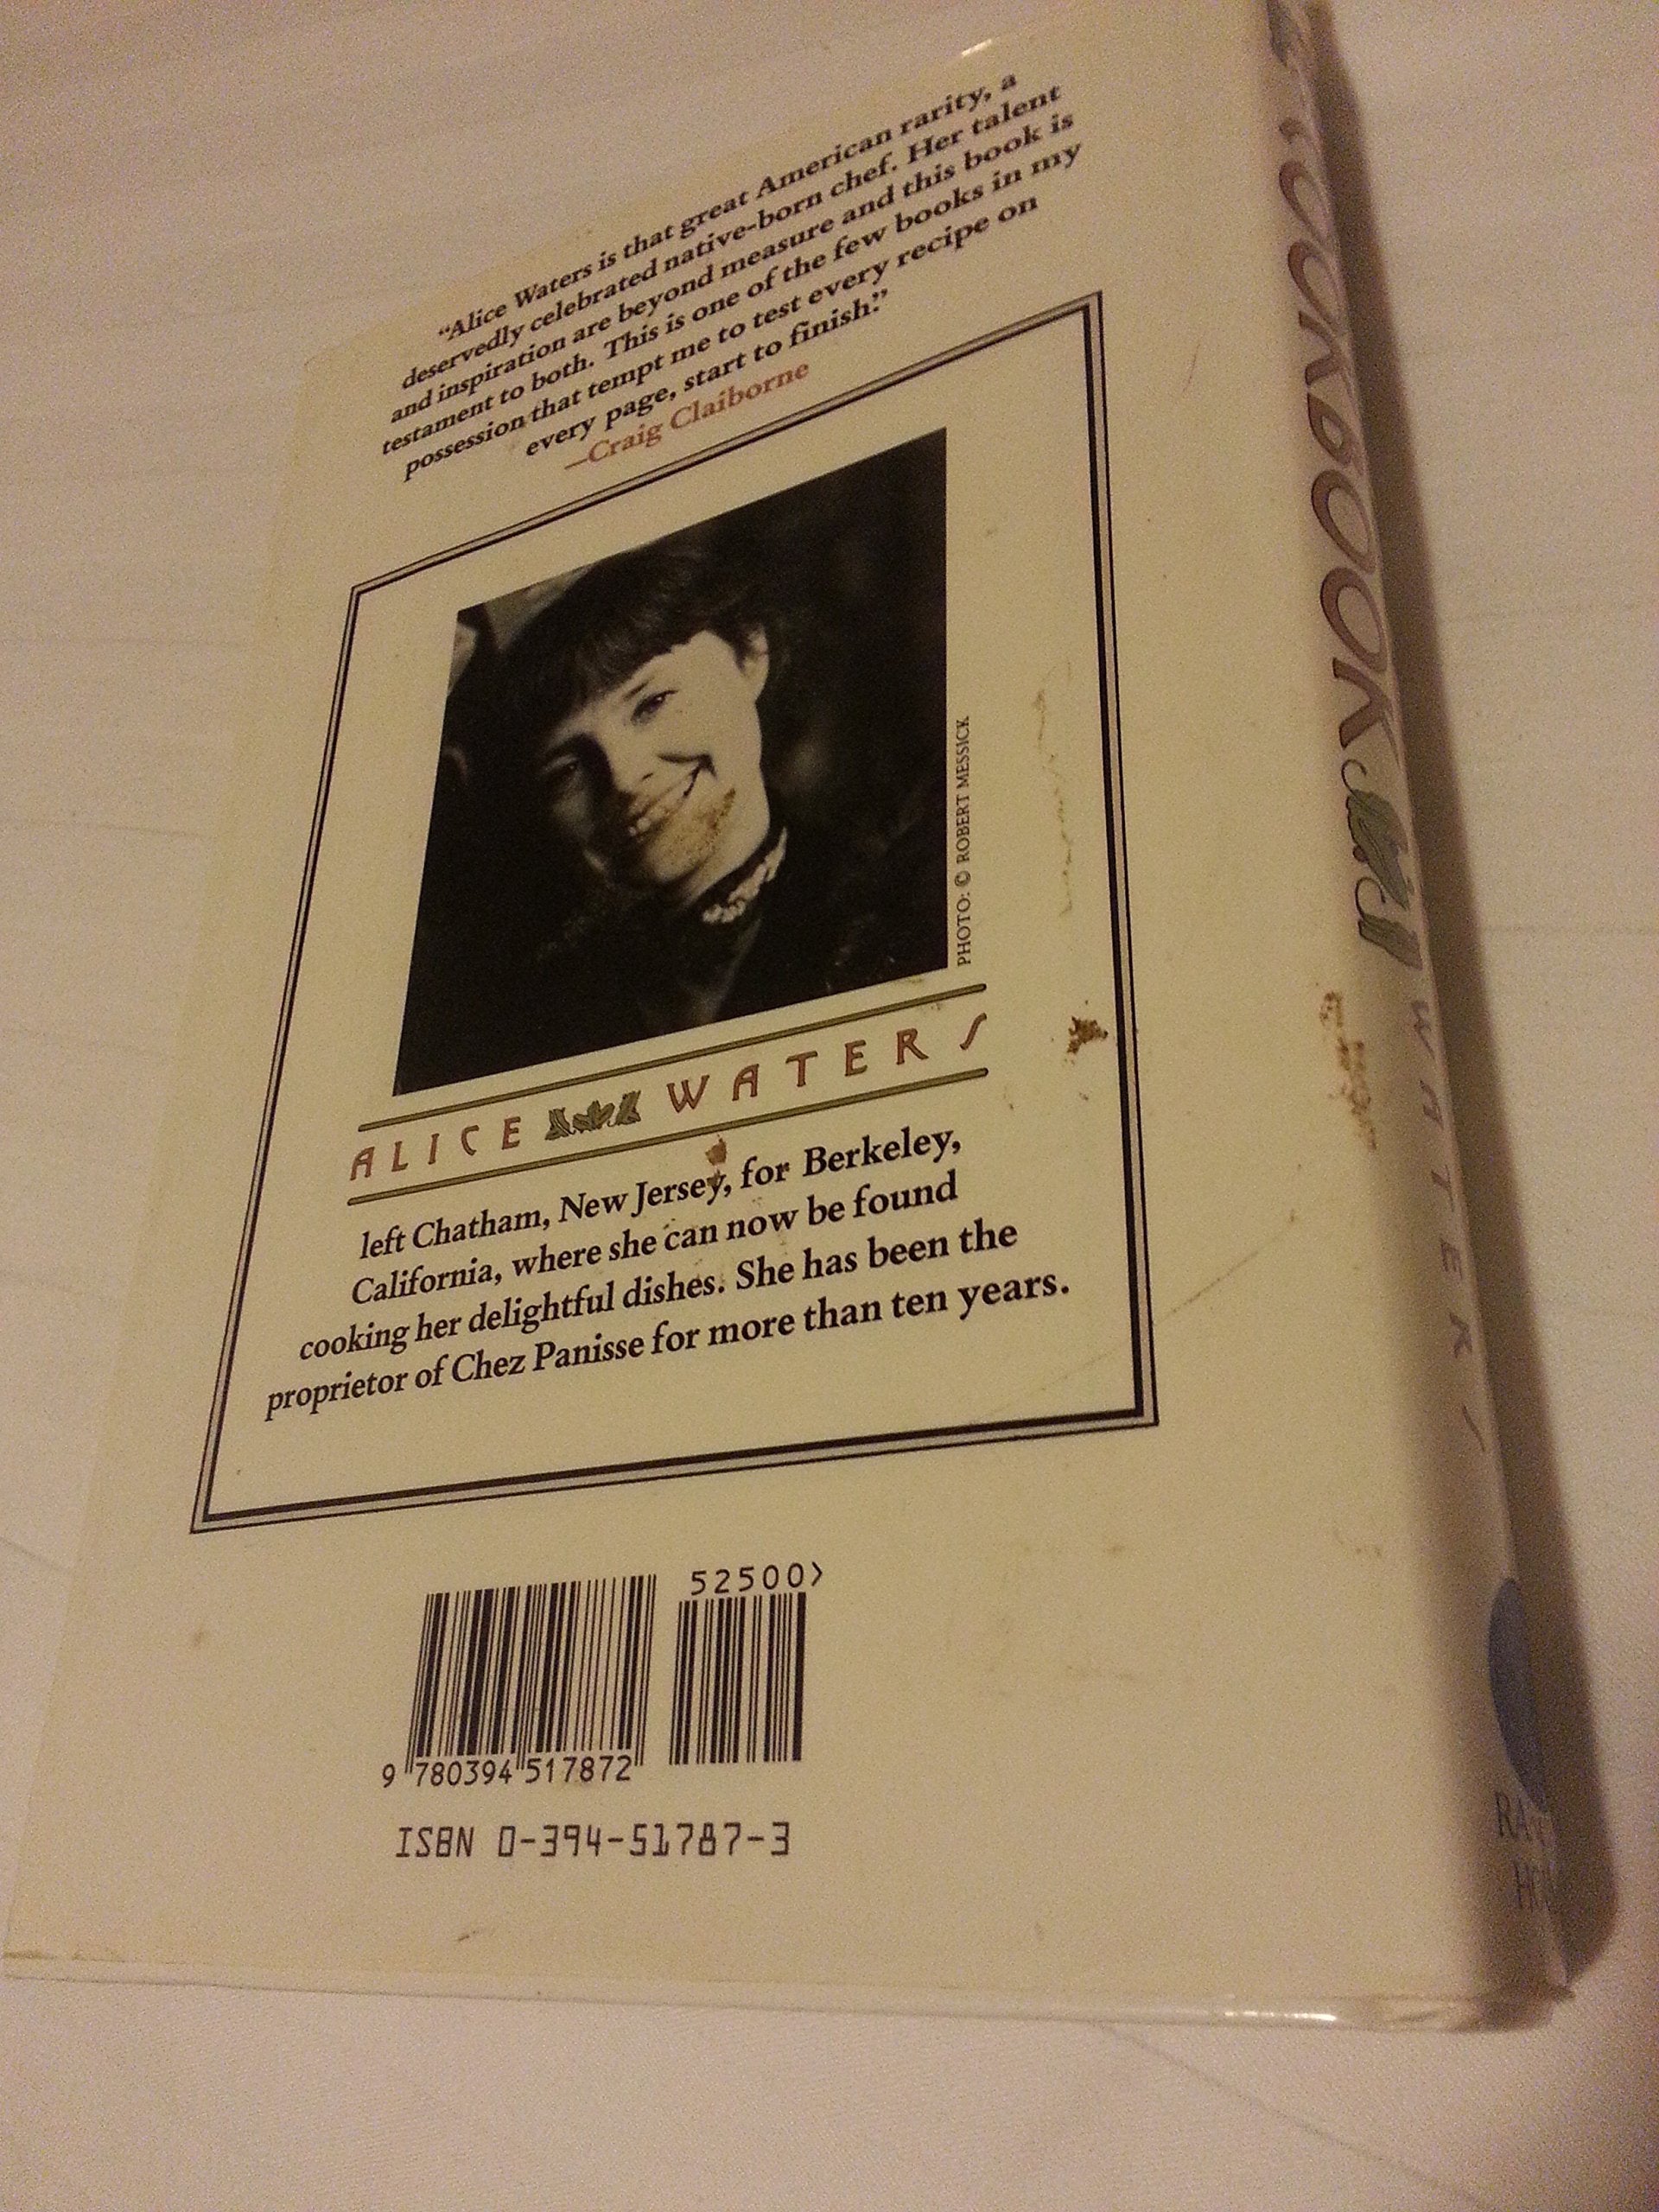 “Alice Waters is that great American rarity, a
deservedly celebrated native-born chef. Her talent
and inspiration are beyond measure and this book is
testament to both. This is one of the few books in my
possession that tempt me to test every recipe on
every page, start to finish.”
—Craig Claiborne
PHOTO: © ROBERT MESSICK
ALICE WATERS
left Chatham, New Jersey, for Berkeley,
California, where she can now be found
cooking her delightful dishes. She has been the
proprietor of Chez Panisse for more than ten years.
52500>
9 780394 517872
ISBN 0-394-51787-3
COOKBOOK
WATERS